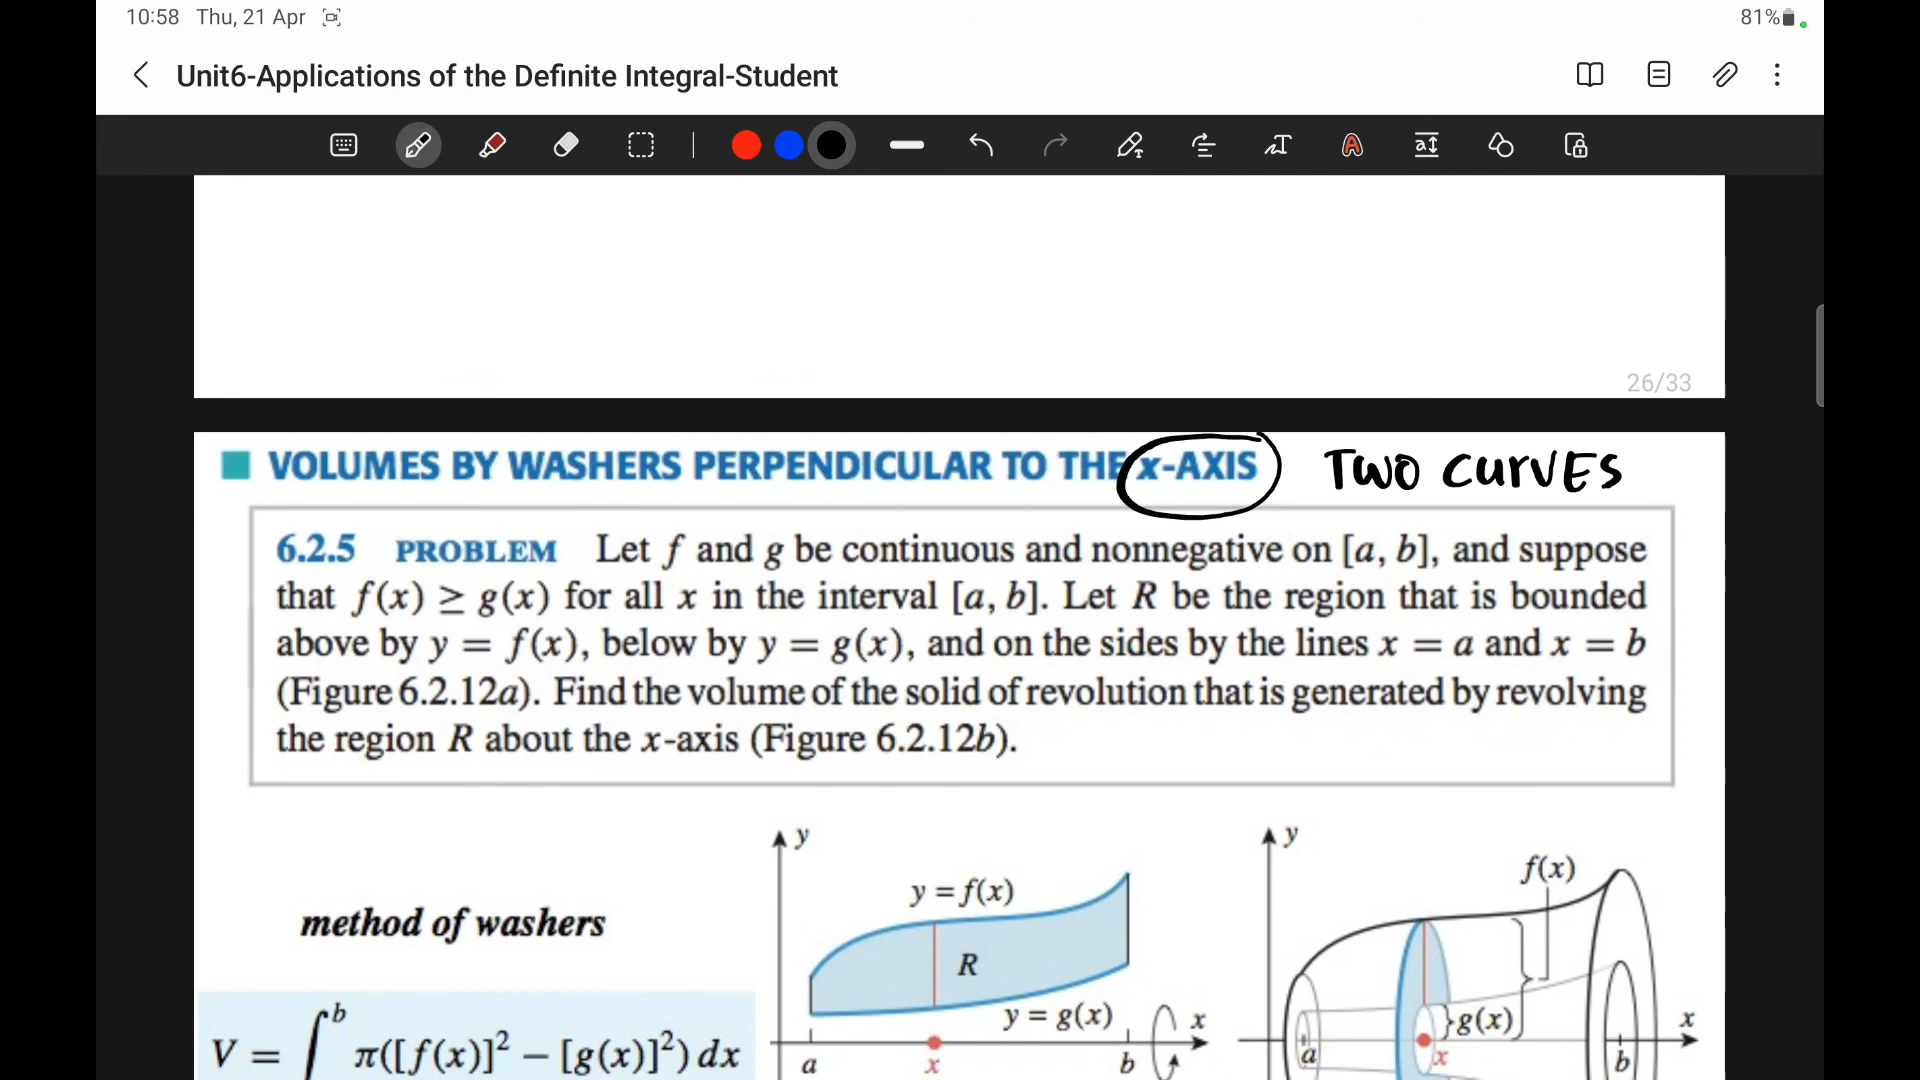 10:58 Thu, 21 Apr
81%
Unit6-Applications of the Definite Integral-Student
26/33
VOLUMES BY WASHERS PERPENDICULAR TO THE x-AXIS TWO CURVES
6.2.5 PROBLEM Let f and g be continuous and nonnegative on [a, b], and suppose
that f(x) ≥ g(x) for all x in the interval [a, b]. Let R be the region that is bounded
above by y = f(x), below by y = g(x), and on the sides by the lines x = a and x = b
(Figure 6.2.12a). Find the volume of the solid of revolution that is generated by revolving
the region R about the x-axis (Figure 6.2.12b).
method of washers
V = ∫ b π([f(x)]² − [g(x)]²) dx
y
y = f(x)
R
y = g(x)
x
a
x
b
y
f(x)
g(x)
x
a
x
b